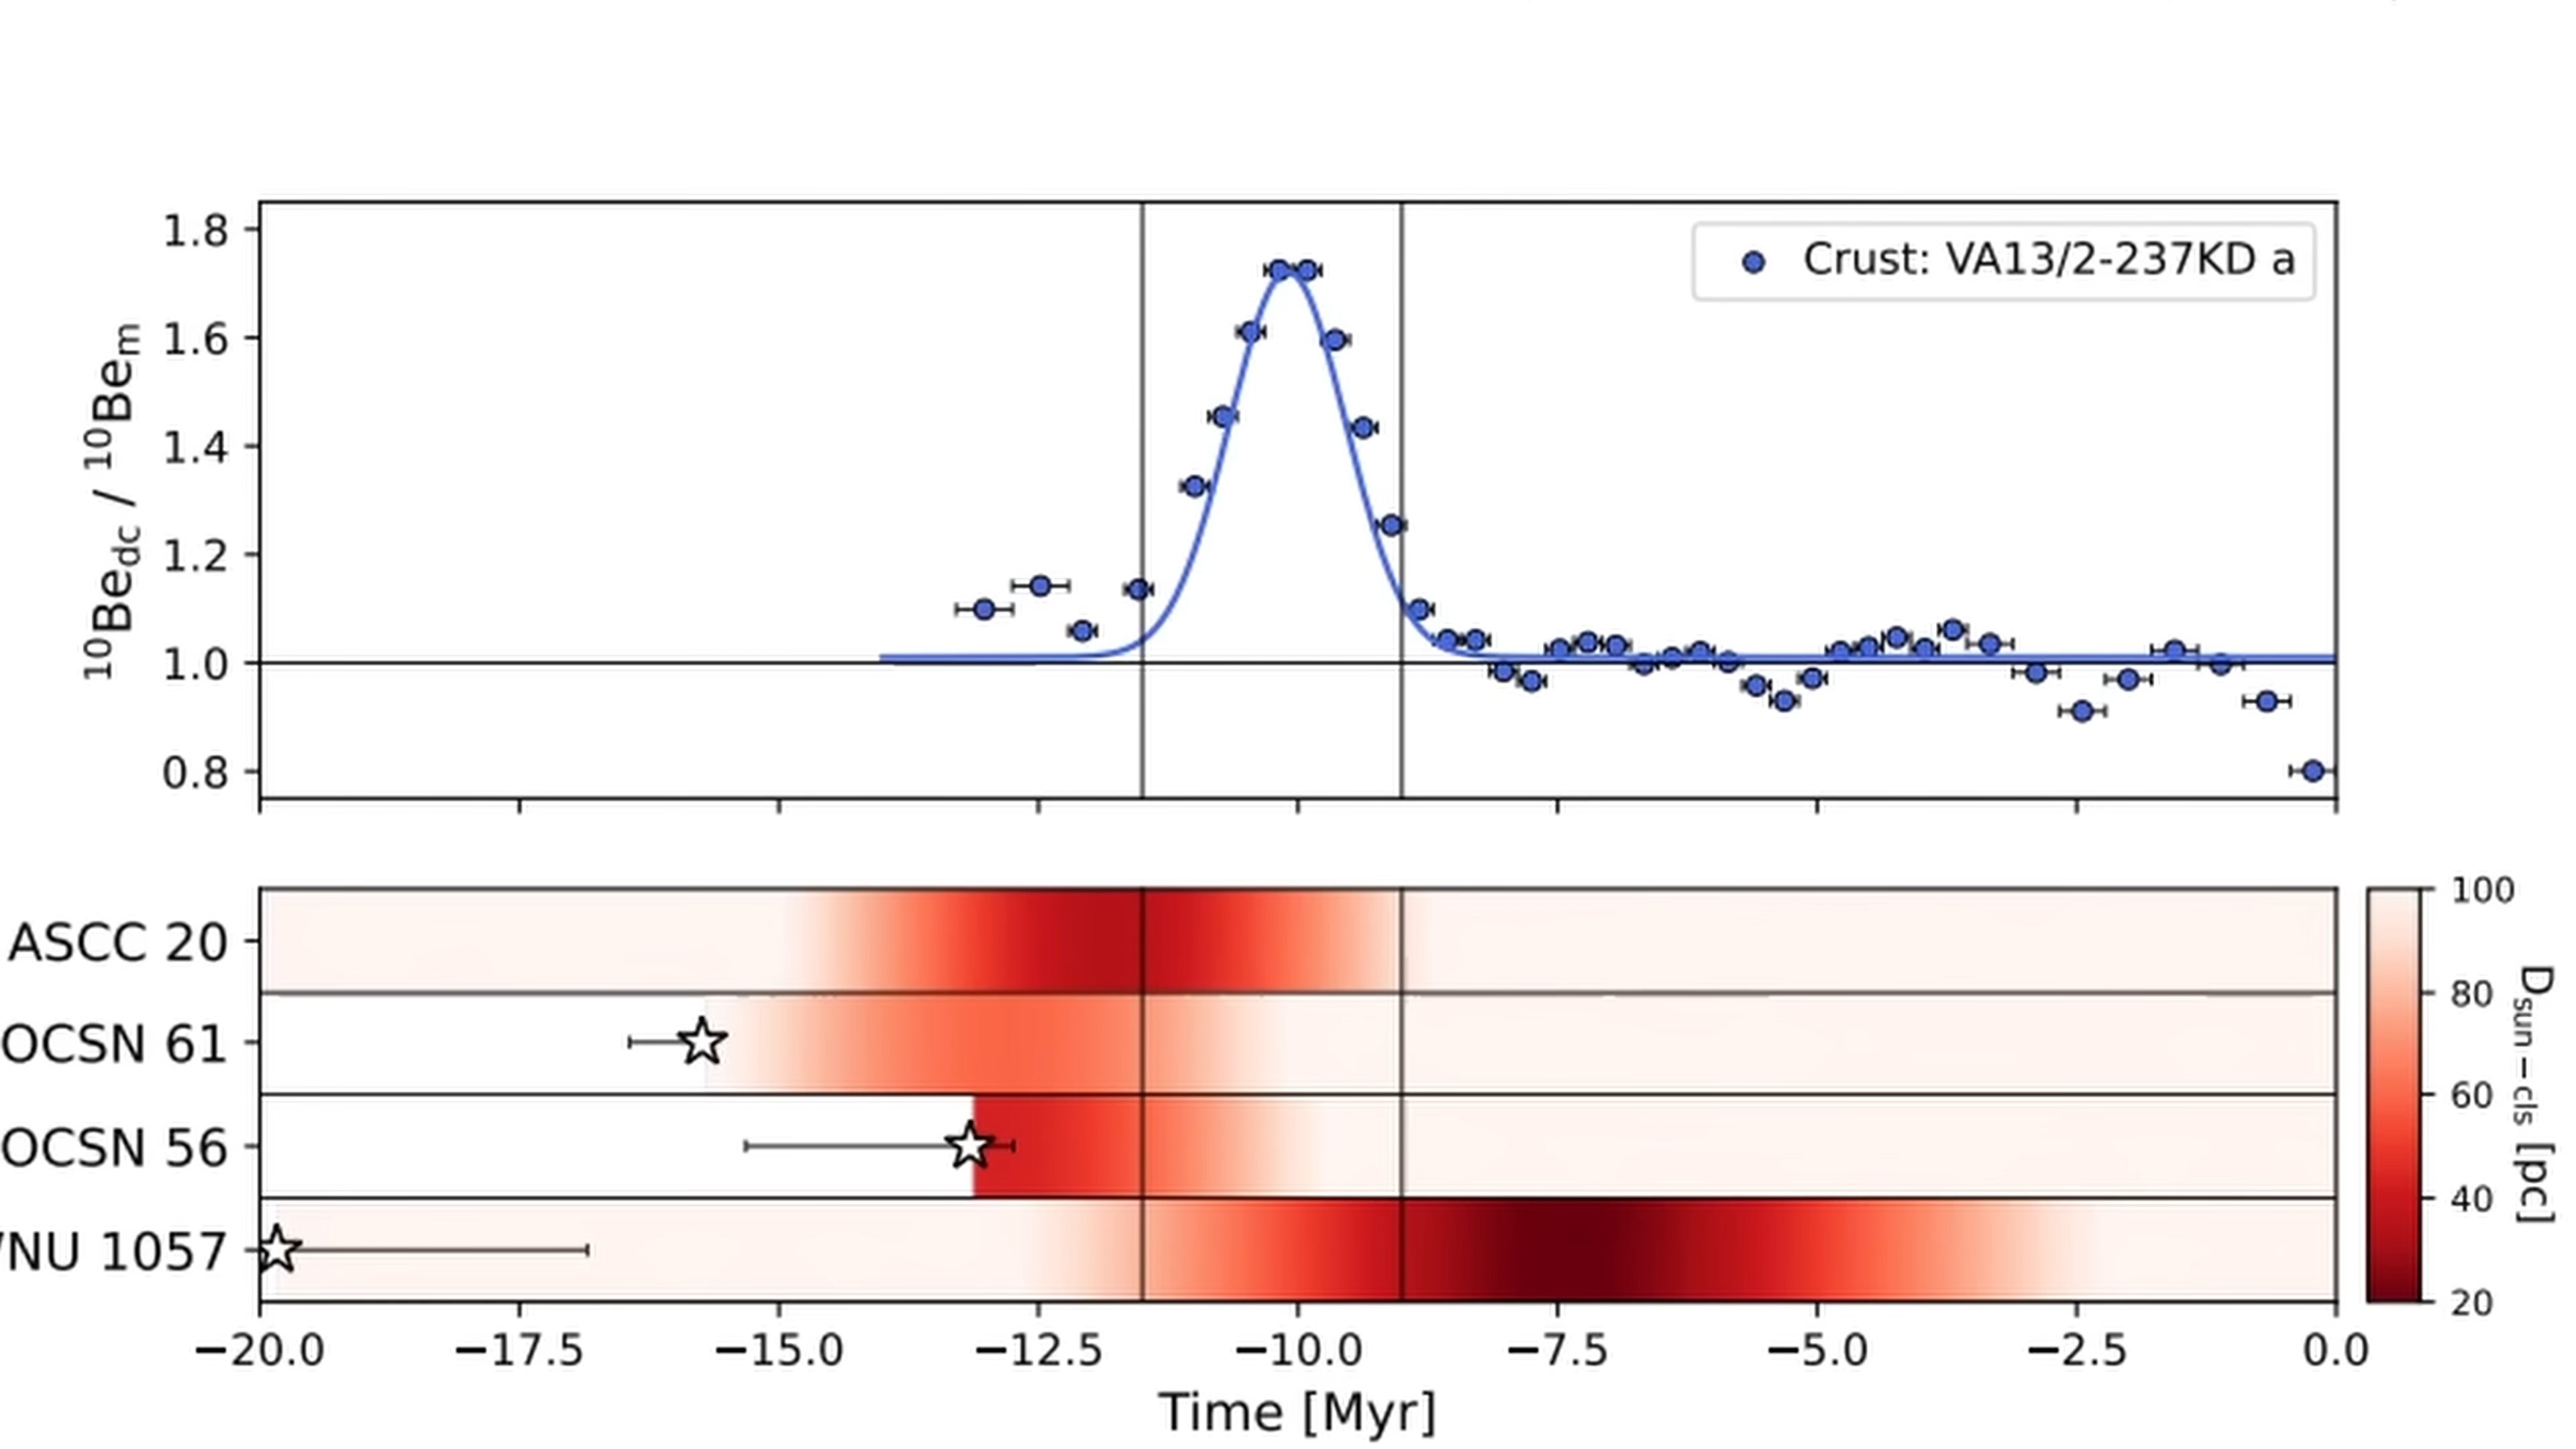 1.8
1.6
1.4
1.2
1.0
0.8
¹⁰Be_dc / ¹⁰Be_m
Crust: VA13/2-237KD a
ASCC 20
OCSN 61
OCSN 56
NU 1057
100
80
60
40
20
D_sun−cls [pc]
−20.0 −17.5 −15.0 −12.5 −10.0 −7.5 −5.0 −2.5 0.0
Time [Myr]